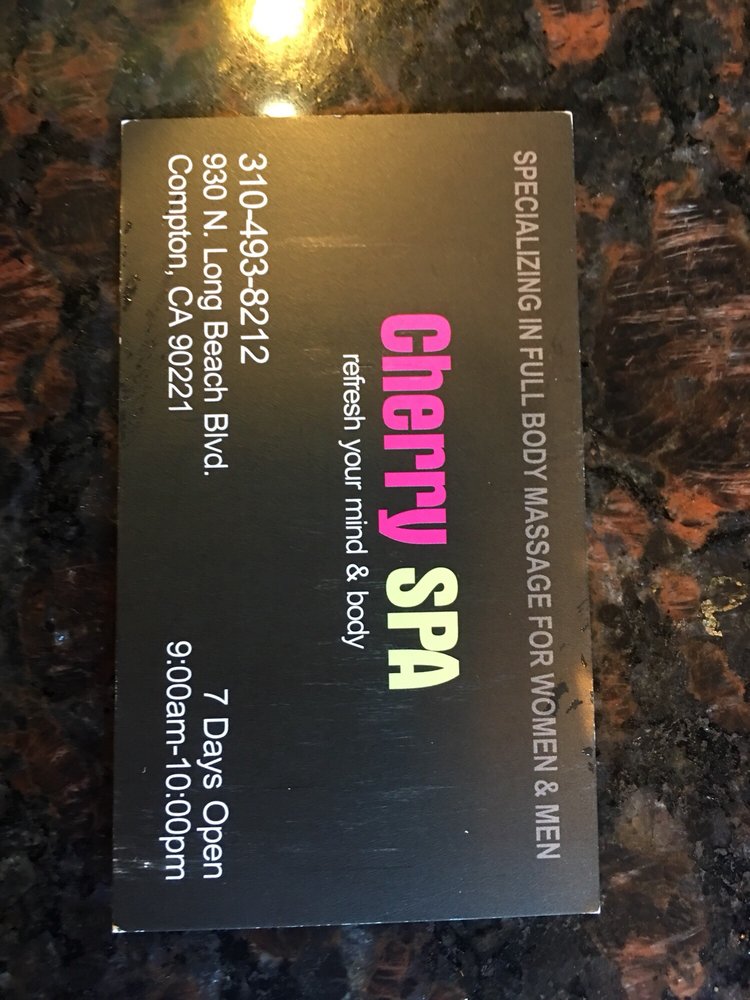 SPECIALIZING IN FULL BODY MASSAGE FOR WOMEN & MEN
Cherry SPA
refresh your mind & body
310-493-8212
930 N. Long Beach Blvd.
Compton, CA 90221
7 Days Open
9:00am-10:00pm